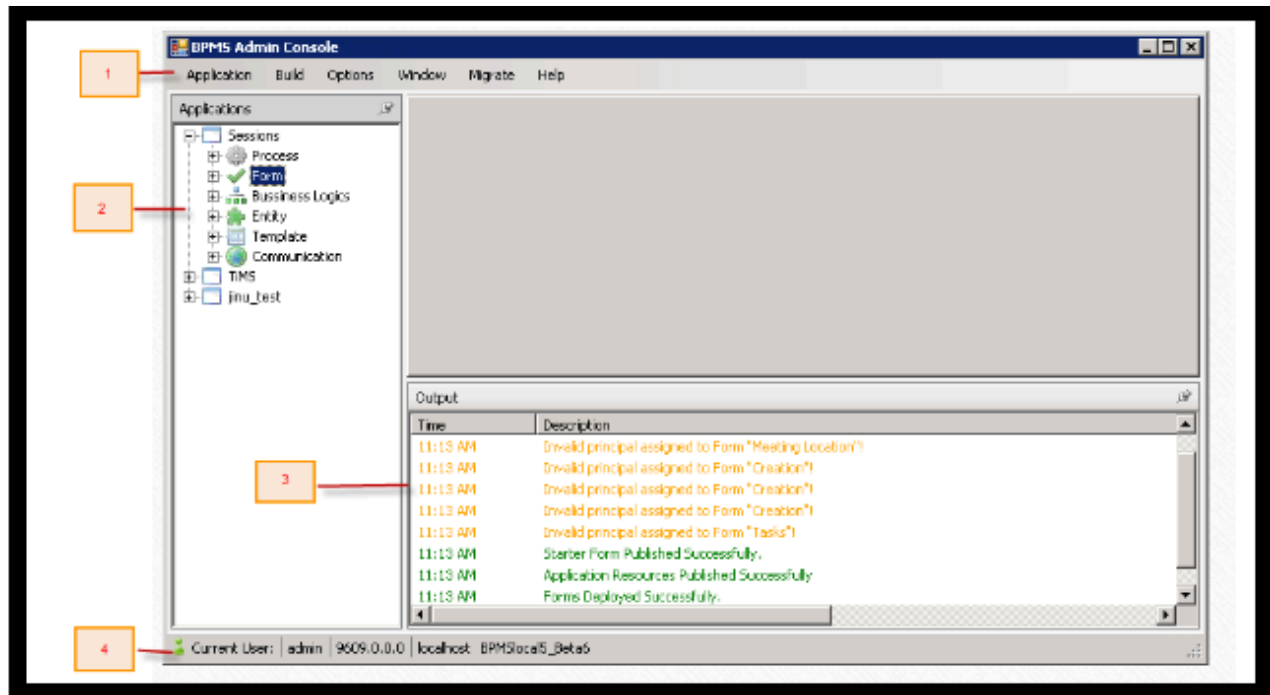 BPMS Admin Console
1
Application Build Options Window Migrate Help
Applications
Sessions
Process
Form
Bussiness Logics
2
Entity
Template
Communication
TiMS
jinu_test
Output
Time Description
11:13 AM Invalid principal assigned to Form "Meeting Location"!
11:13 AM Invalid principal assigned to Form "Creation"!
3
11:13 AM Invalid principal assigned to Form "Creation"!
11:13 AM Invalid principal assigned to Form "Creation"!
11:13 AM Invalid principal assigned to Form "Tasks"!
11:13 AM Starter Form Published Successfully.
11:13 AM Application Resources Published Successfully
11:13 AM Forms Deployed Successfully.
4
Current User: admin 9609.0.0.0 localhost BPMSlocal5_Beta6